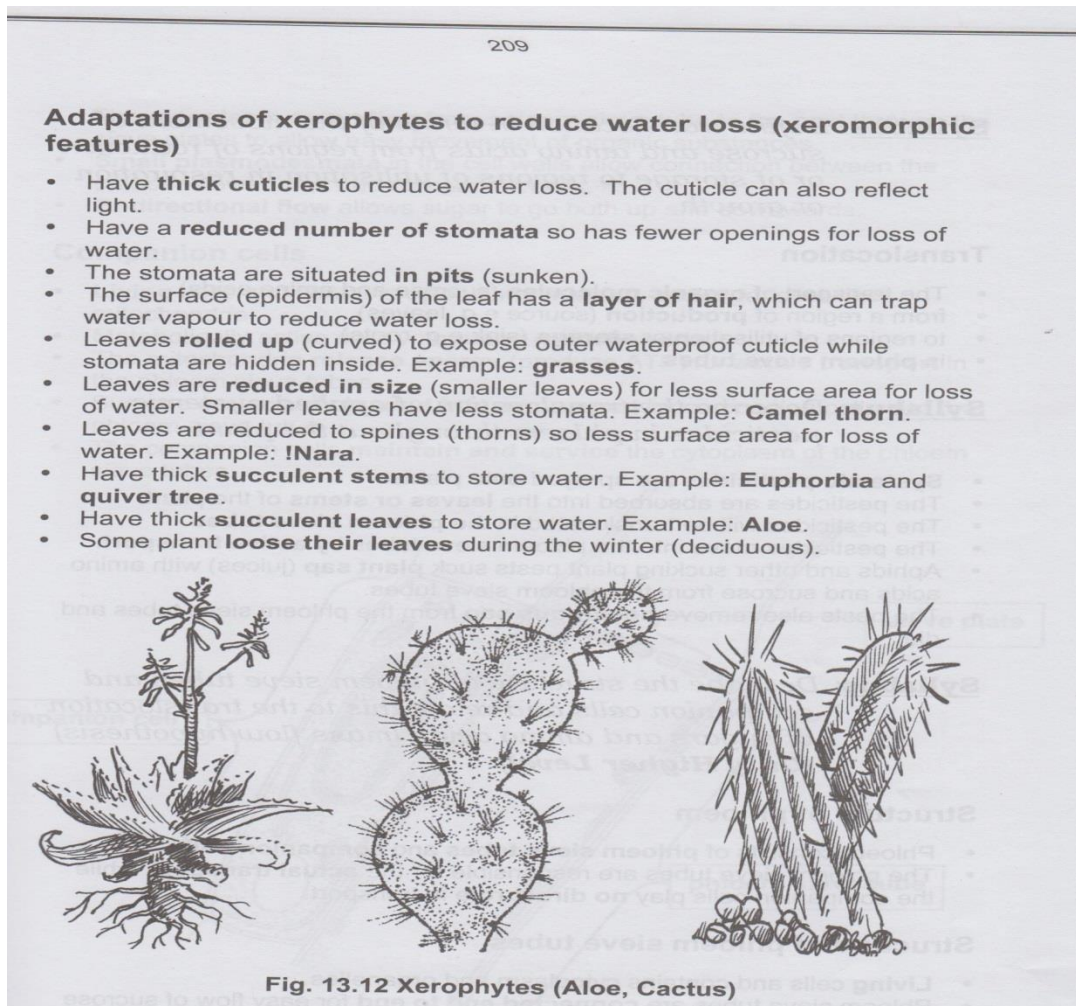 209
Adaptations of xerophytes to reduce water loss (xeromorphic
features)
• Have thick cuticles to reduce water loss. The cuticle can also reflect
light.
• Have a reduced number of stomata so has fewer openings for loss of
water.
• The stomata are situated in pits (sunken).
• The surface (epidermis) of the leaf has a layer of hair, which can trap
water vapour to reduce water loss.
• Leaves rolled up (curved) to expose outer waterproof cuticle while
stomata are hidden inside. Example: grasses.
• Leaves are reduced in size (smaller leaves) for less surface area for loss
of water. Smaller leaves have less stomata. Example: Camel thorn.
• Leaves are reduced to spines (thorns) so less surface area for loss of
water. Example: !Nara.
• Have thick succulent stems to store water. Example: Euphorbia and
quiver tree.
• Have thick succulent leaves to store water. Example: Aloe.
• Some plant loose their leaves during the winter (deciduous).
Fig. 13.12 Xerophytes (Aloe, Cactus)